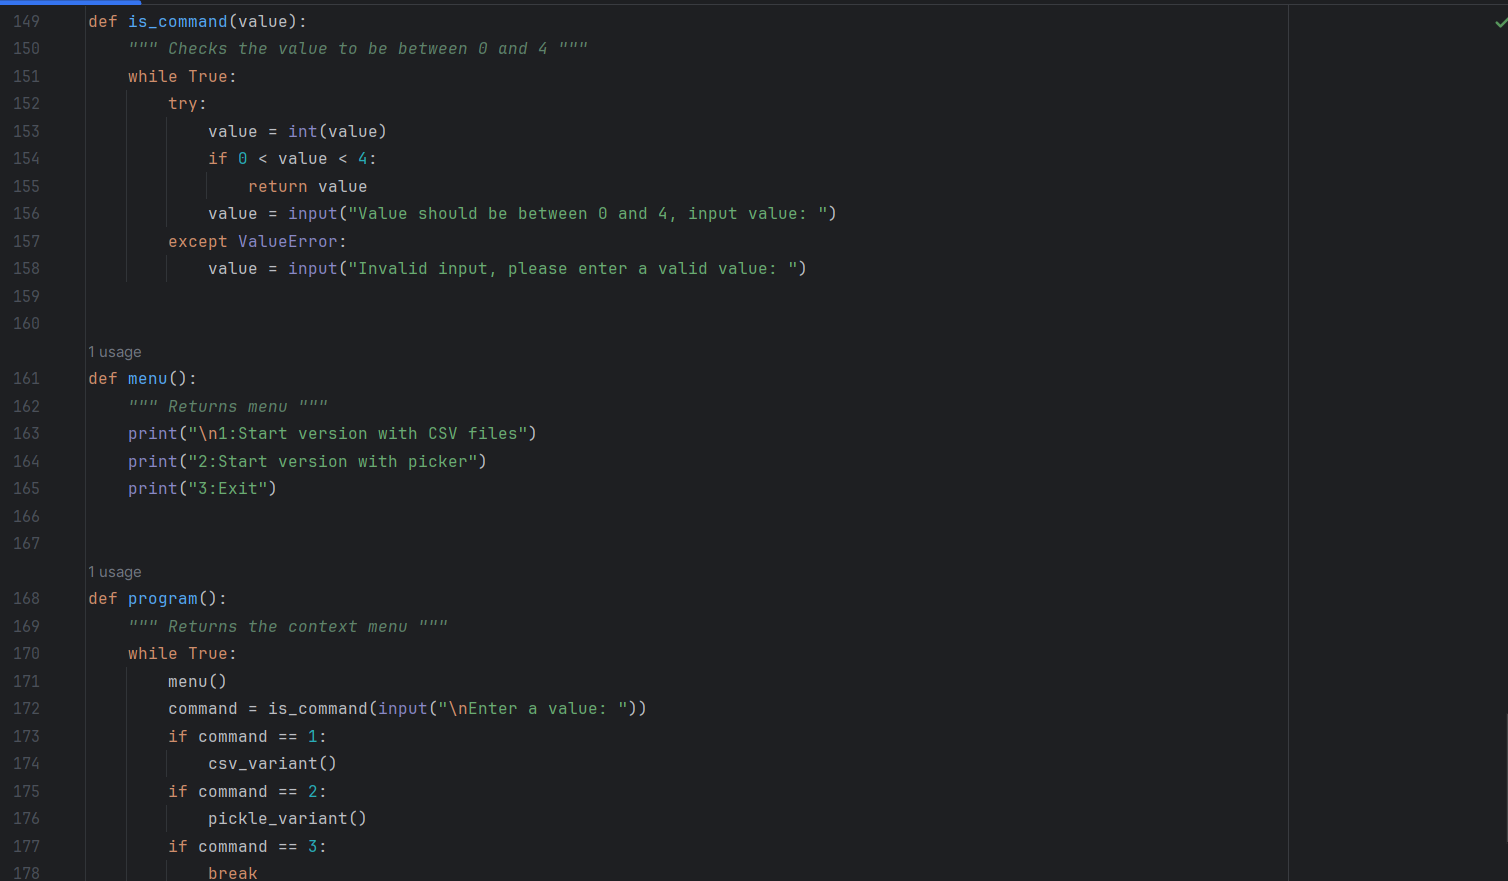 149 def is_command(value):
150     """ Checks the value to be between 0 and 4 """
151     while True:
152         try:
153             value = int(value)
154             if 0 < value < 4:
155                 return value
156             value = input("Value should be between 0 and 4, input value: ")
157         except ValueError:
158             value = input("Invalid input, please enter a valid value: ")
159
160
1 usage
161 def menu():
162     """ Returns menu """
163     print("\n1:Start version with CSV files")
164     print("2:Start version with picker")
165     print("3:Exit")
166
167
1 usage
168 def program():
169     """ Returns the context menu """
170     while True:
171         menu()
172         command = is_command(input("\nEnter a value: "))
173         if command == 1:
174             csv_variant()
175         if command == 2:
176             pickle_variant()
177         if command == 3:
178             break